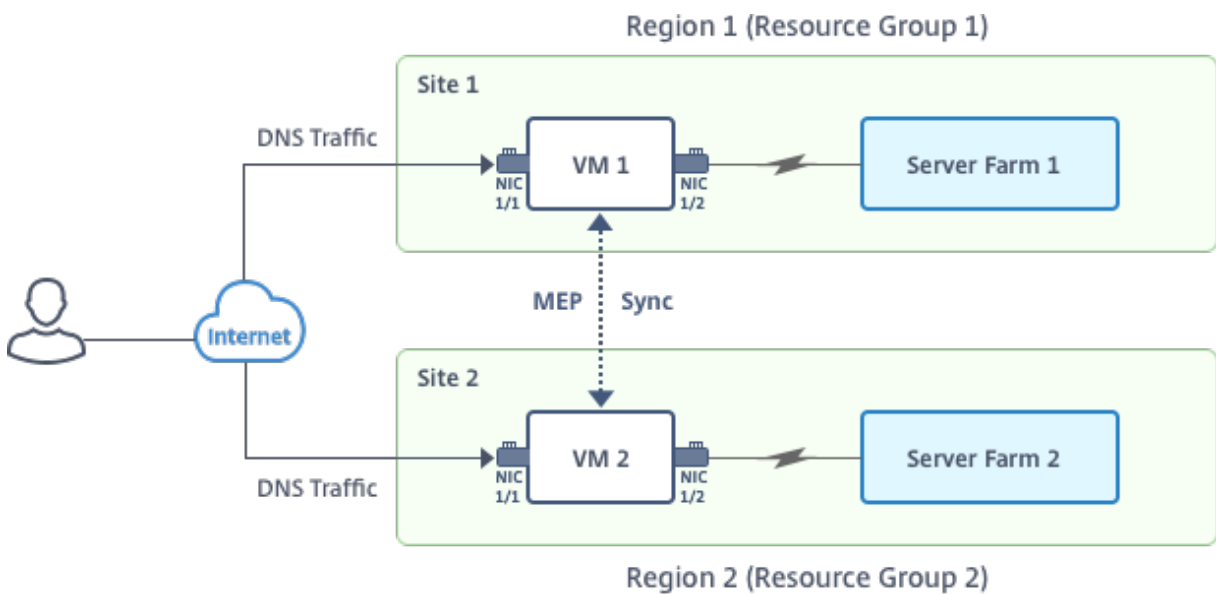 Region 1 (Resource Group 1)
Site 1
DNS Traffic
VM 1
NIC
1/1
NIC
1/2
Server Farm 1
MEP Sync
Internet
Site 2
VM 2
NIC
1/1
NIC
1/2
Server Farm 2
DNS Traffic
Region 2 (Resource Group 2)